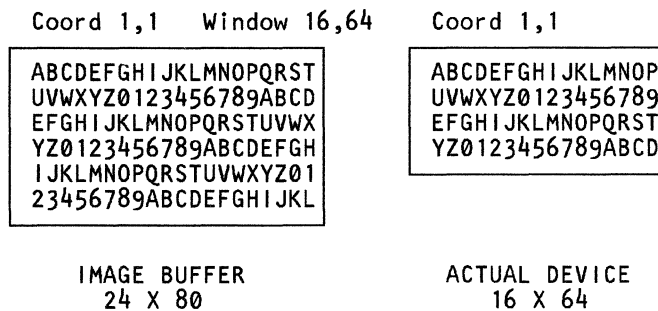 Coord 1,1 Window 16,64
ABCDEFGHIJKLMNOPQRST
UVWXYZ0123456789ABCD
EFGHIJKLMNOPQRSTUVWX
YZ0123456789ABCDEFGH
IJKLMNOPQRSTUVWXYZ01
23456789ABCDEFGHIJKL
IMAGE BUFFER
24 X 80
Coord 1,1
ABCDEFGHIJKLMNOP
UVWXYZ0123456789
EFGHIJKLMNOPQRST
YZ0123456789ABCD
ACTUAL DEVICE
16 X 64